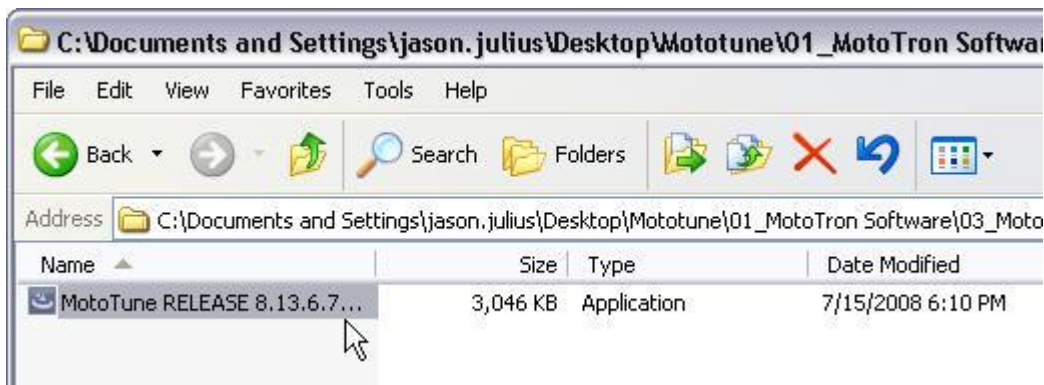 C:\Documents and Settings\jason.julius\Desktop\Mototune\01_MotoTron Softwar
File Edit View Favorites Tools Help
Back Search Folders
Address C:\Documents and Settings\jason.julius\Desktop\Mototune\01_MotoTron Software\03_Moto
Name Size Type Date Modified
MotoTune RELEASE 8.13.6.7... 3,046 KB Application 7/15/2008 6:10 PM